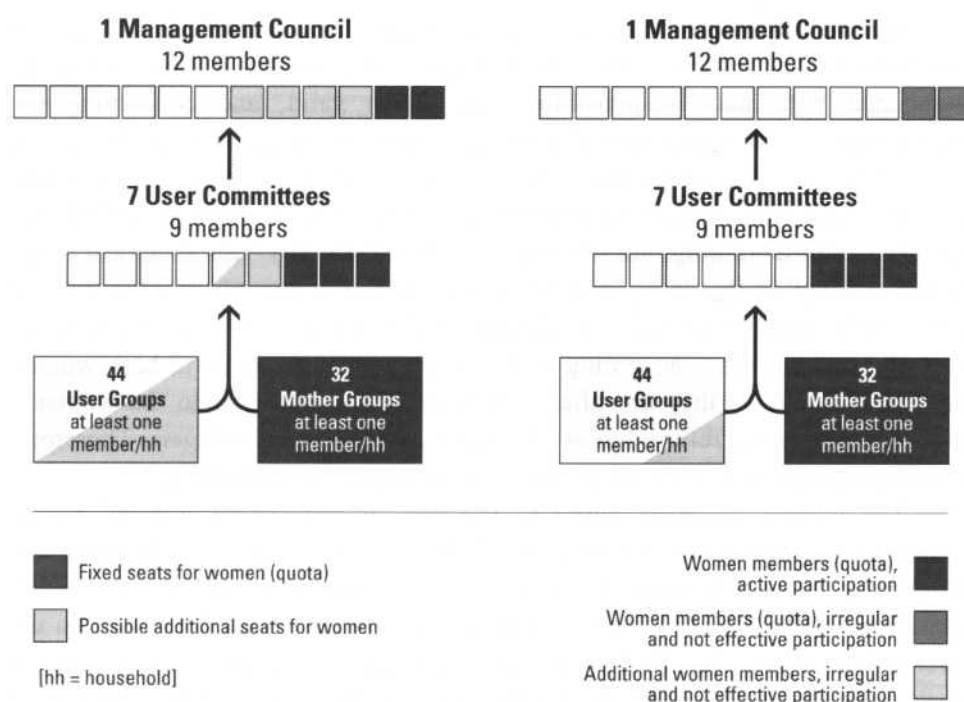 1 Management Council
12 members
7 User Committees
9 members
44
User Groups
at least one
member/hh
32
Mother Groups
at least one
member/hh
1 Management Council
12 members
7 User Committees
9 members
44
User Groups
at least one
member/hh
32
Mother Groups
at least one
member/hh
Fixed seats for women (quota)
Possible additional seats for women
[hh = household]
Women members (quota),
active participation
Women members (quota), irregular
and not effective participation
Additional women members, irregular
and not effective participation